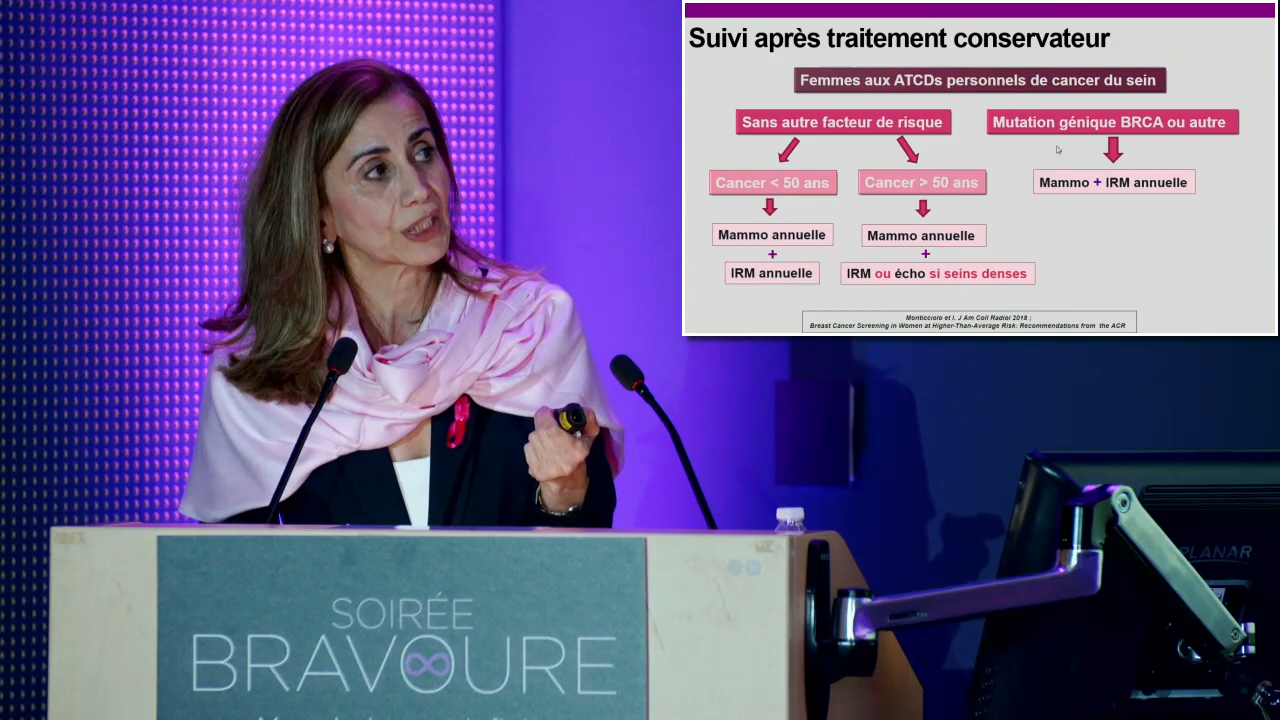 Suivi après traitement conservateur
Femmes aux ATCDs personnels de cancer du sein
Sans autre facteur de risque
Mutation génique BRCA ou autre
Cancer < 50 ans
Cancer > 50 ans
Mammo + IRM annuelle
Mammo annuelle
Mammo annuelle
+
+
IRM annuelle
IRM ou écho si seins denses
Monticciolo et l. J Am Coll Radiol 2018 ;
Breast Cancer Screening in Women at Higher-Than-Average Risk: Recommendations from the ACR
PLANAR
SOIRÉE
BRAVOURE